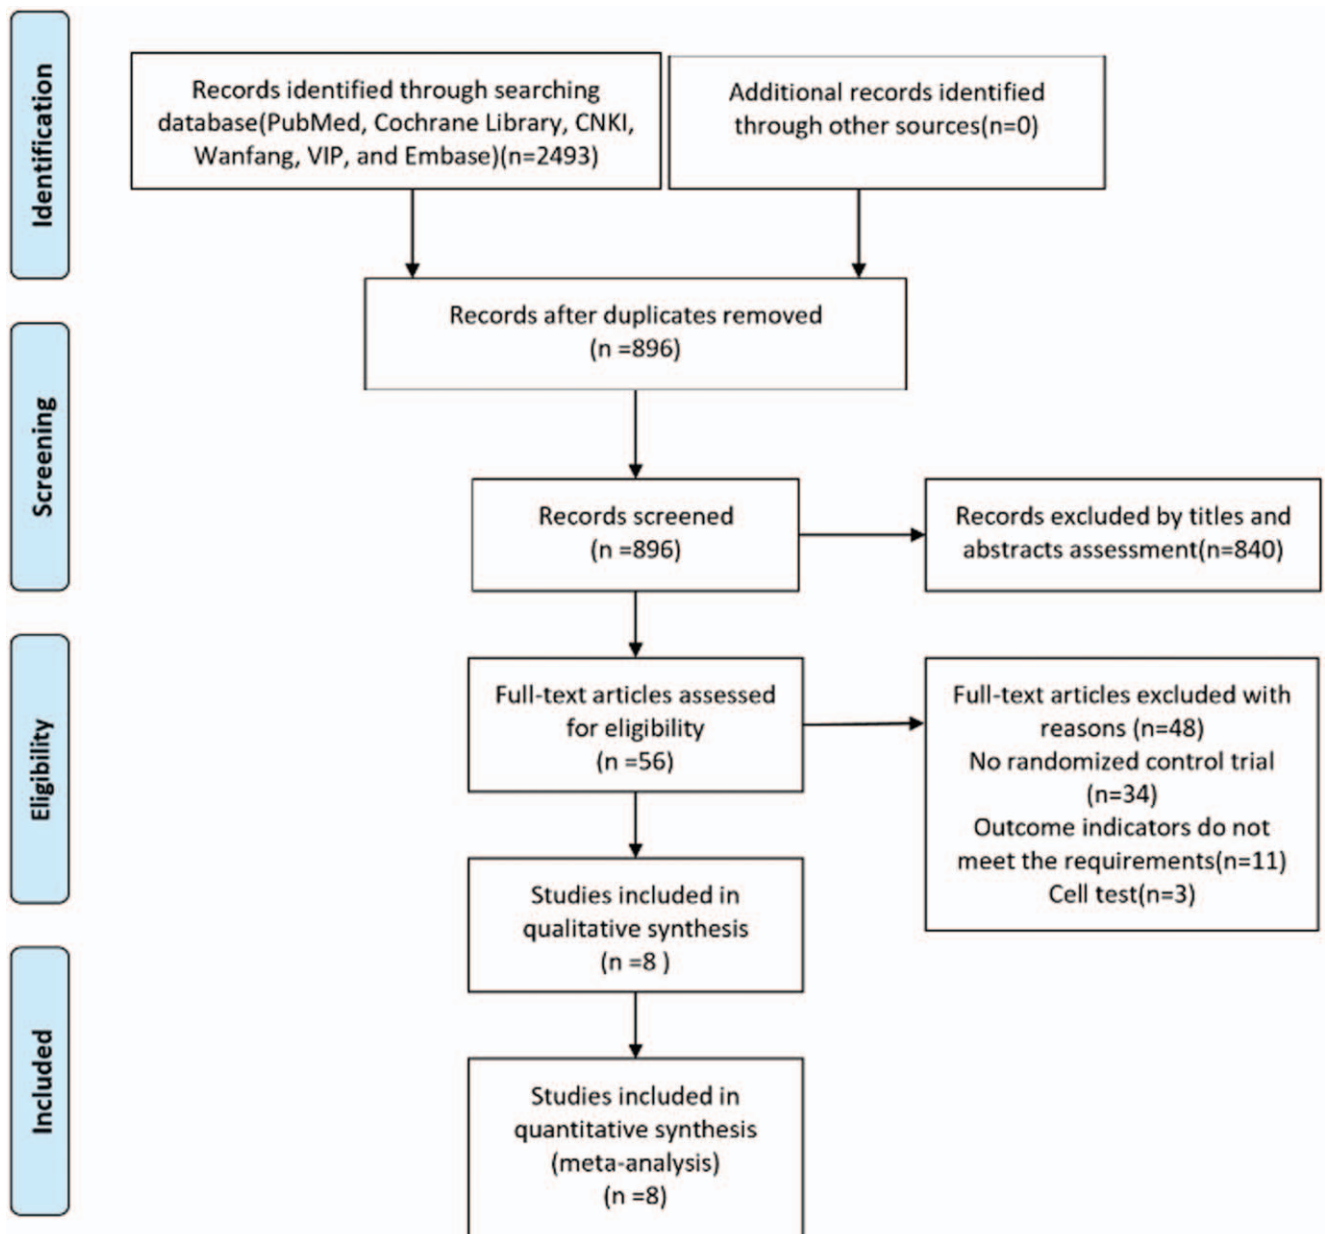 Identification
Records identified through searching
database(PubMed, Cochrane Library, CNKI,
Wanfang, VIP, and Embase)(n=2493)
Additional records identified
through other sources(n=0)
Records after duplicates removed
(n =896)
Screening
Records screened
(n =896)
Records excluded by titles and
abstracts assessment(n=840)
Eligibility
Full-text articles assessed
for eligibility
(n =56)
Full-text articles excluded with
reasons (n=48)
No randomized control trial
(n=34)
Outcome indicators do not
meet the requirements(n=11)
Cell test(n=3)
Studies included in
qualitative synthesis
(n =8 )
Included
Studies included in
quantitative synthesis
(meta-analysis)
(n =8)